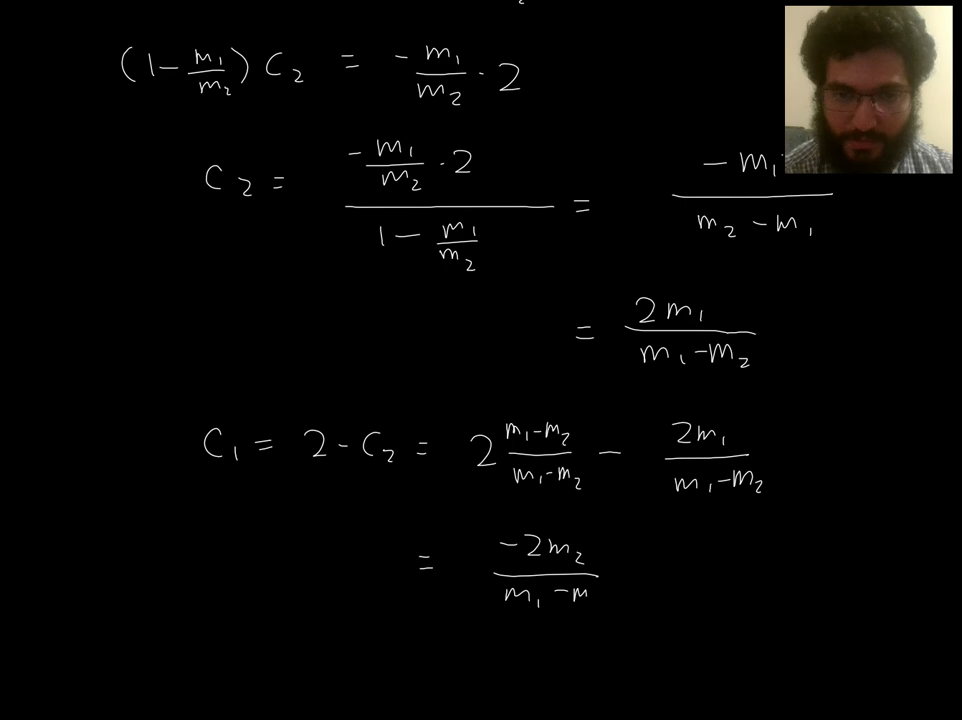 (1 - m₁/m₂) C₂ = - m₁/m₂ · 2
C₂ = (- m₁/m₂ · 2)/(1 - m₁/m₂) = (- m₁)/(m₂ - m₁)
= 2m₁/(m₁ - m₂)
C₁ = 2 - C₂ = 2 (m₁ - m₂)/(m₁ - m₂) - 2m₁/(m₁ - m₂)
= -2m₂/(m₁ - m